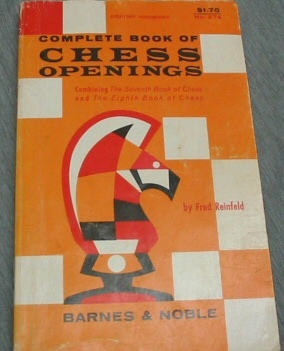 EVERYDAY HANDBOOKS
$1.70
No. 274
COMPLETE BOOK OF
CHESS
OPENINGS
Combining The Seventh Book of Chess
and The Eighth Book of Chess
by Fred Reinfeld
BARNES & NOBLE